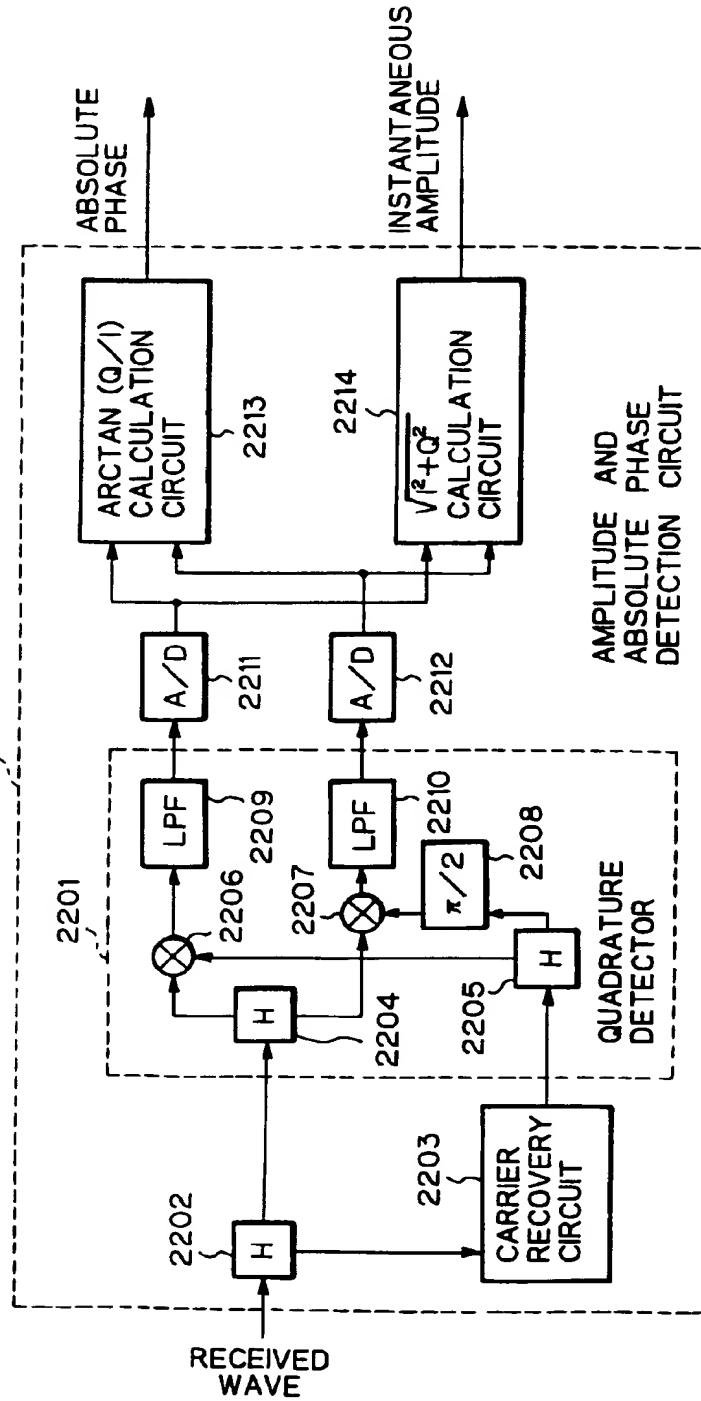 RECEIVED
WAVE
2202
H
2203
CARRIER
RECOVERY
CIRCUIT
2201
H
2204
2205
H
QUADRATURE
DETECTOR
2206
2207
π/2
2208
LPF
2209
LPF
2210
A/D
2211
A/D
2212
ARCTAN (Q/I)
CALCULATION
CIRCUIT
2213
2214
√I²+Q²
CALCULATION
CIRCUIT
AMPLITUDE AND
ABSOLUTE PHASE
DETECTION CIRCUIT
ABSOLUTE
PHASE
INSTANTANEOUS
AMPLITUDE